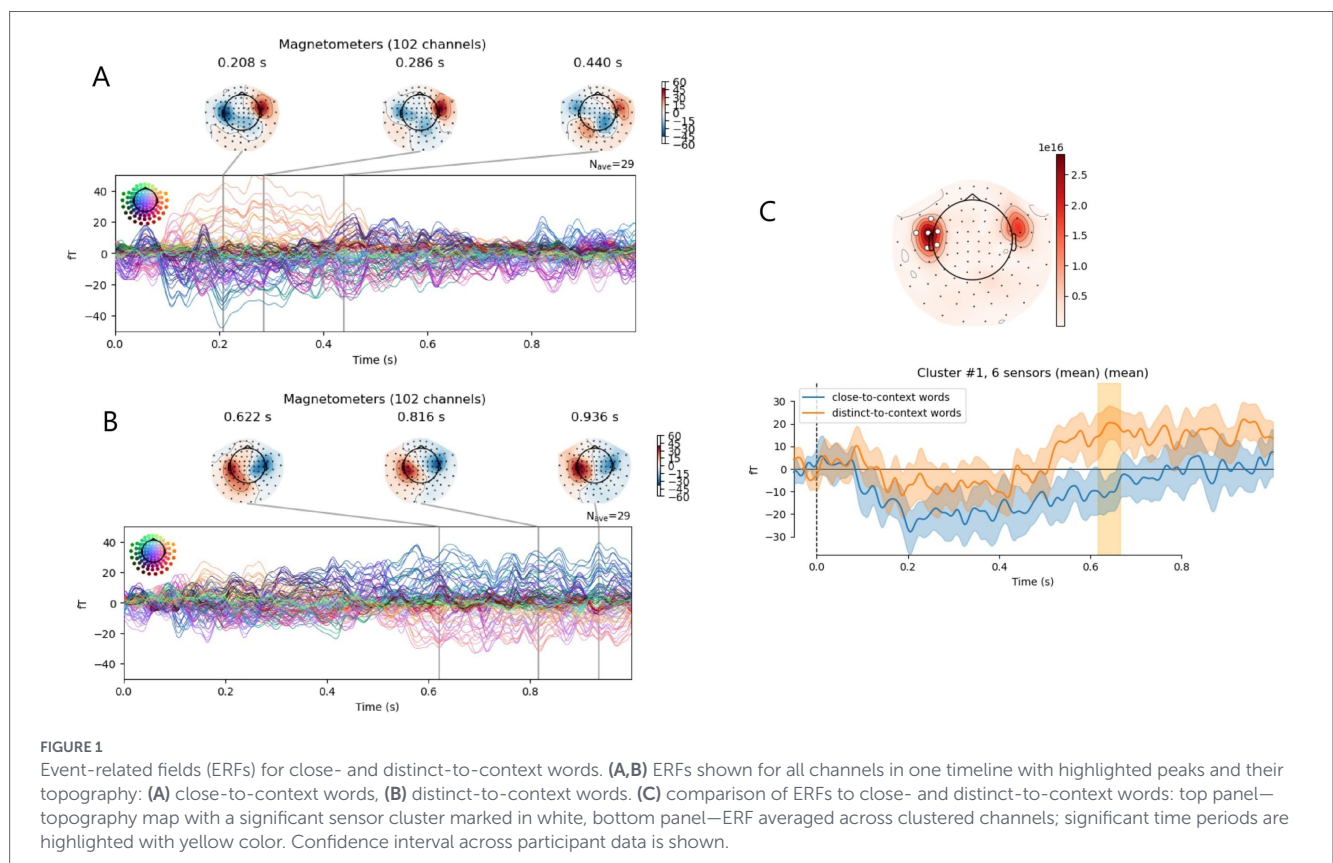 A
Magnetometers (102 channels)
0.208 s 0.286 s 0.440 s
60
45
30
15
0
−15
−30
−45
−60
Nave=29
40
20
0
−20
−40
fT
0.0 0.2 0.4 0.6 0.8
Time (s)
B
Magnetometers (102 channels)
0.622 s 0.816 s 0.936 s
60
45
30
15
0
−15
−30
−45
−60
Nave=29
40
20
0
−20
−40
fT
0.0 0.2 0.4 0.6 0.8
Time (s)
C
1e16
2.5
2.0
1.5
1.0
0.5
Cluster #1, 6 sensors (mean) (mean)
close-to-context words
distinct-to-context words
30
20
10
0
−10
−20
−30
fT
0.0 0.2 0.4 0.6 0.8
Time (s)
FIGURE 1
Event-related fields (ERFs) for close- and distinct-to-context words. (A,B) ERFs shown for all channels in one timeline with highlighted peaks and their
topography: (A) close-to-context words, (B) distinct-to-context words. (C) comparison of ERFs to close- and distinct-to-context words: top panel—
topography map with a significant sensor cluster marked in white, bottom panel—ERF averaged across clustered channels; significant time periods are
highlighted with yellow color. Confidence interval across participant data is shown.